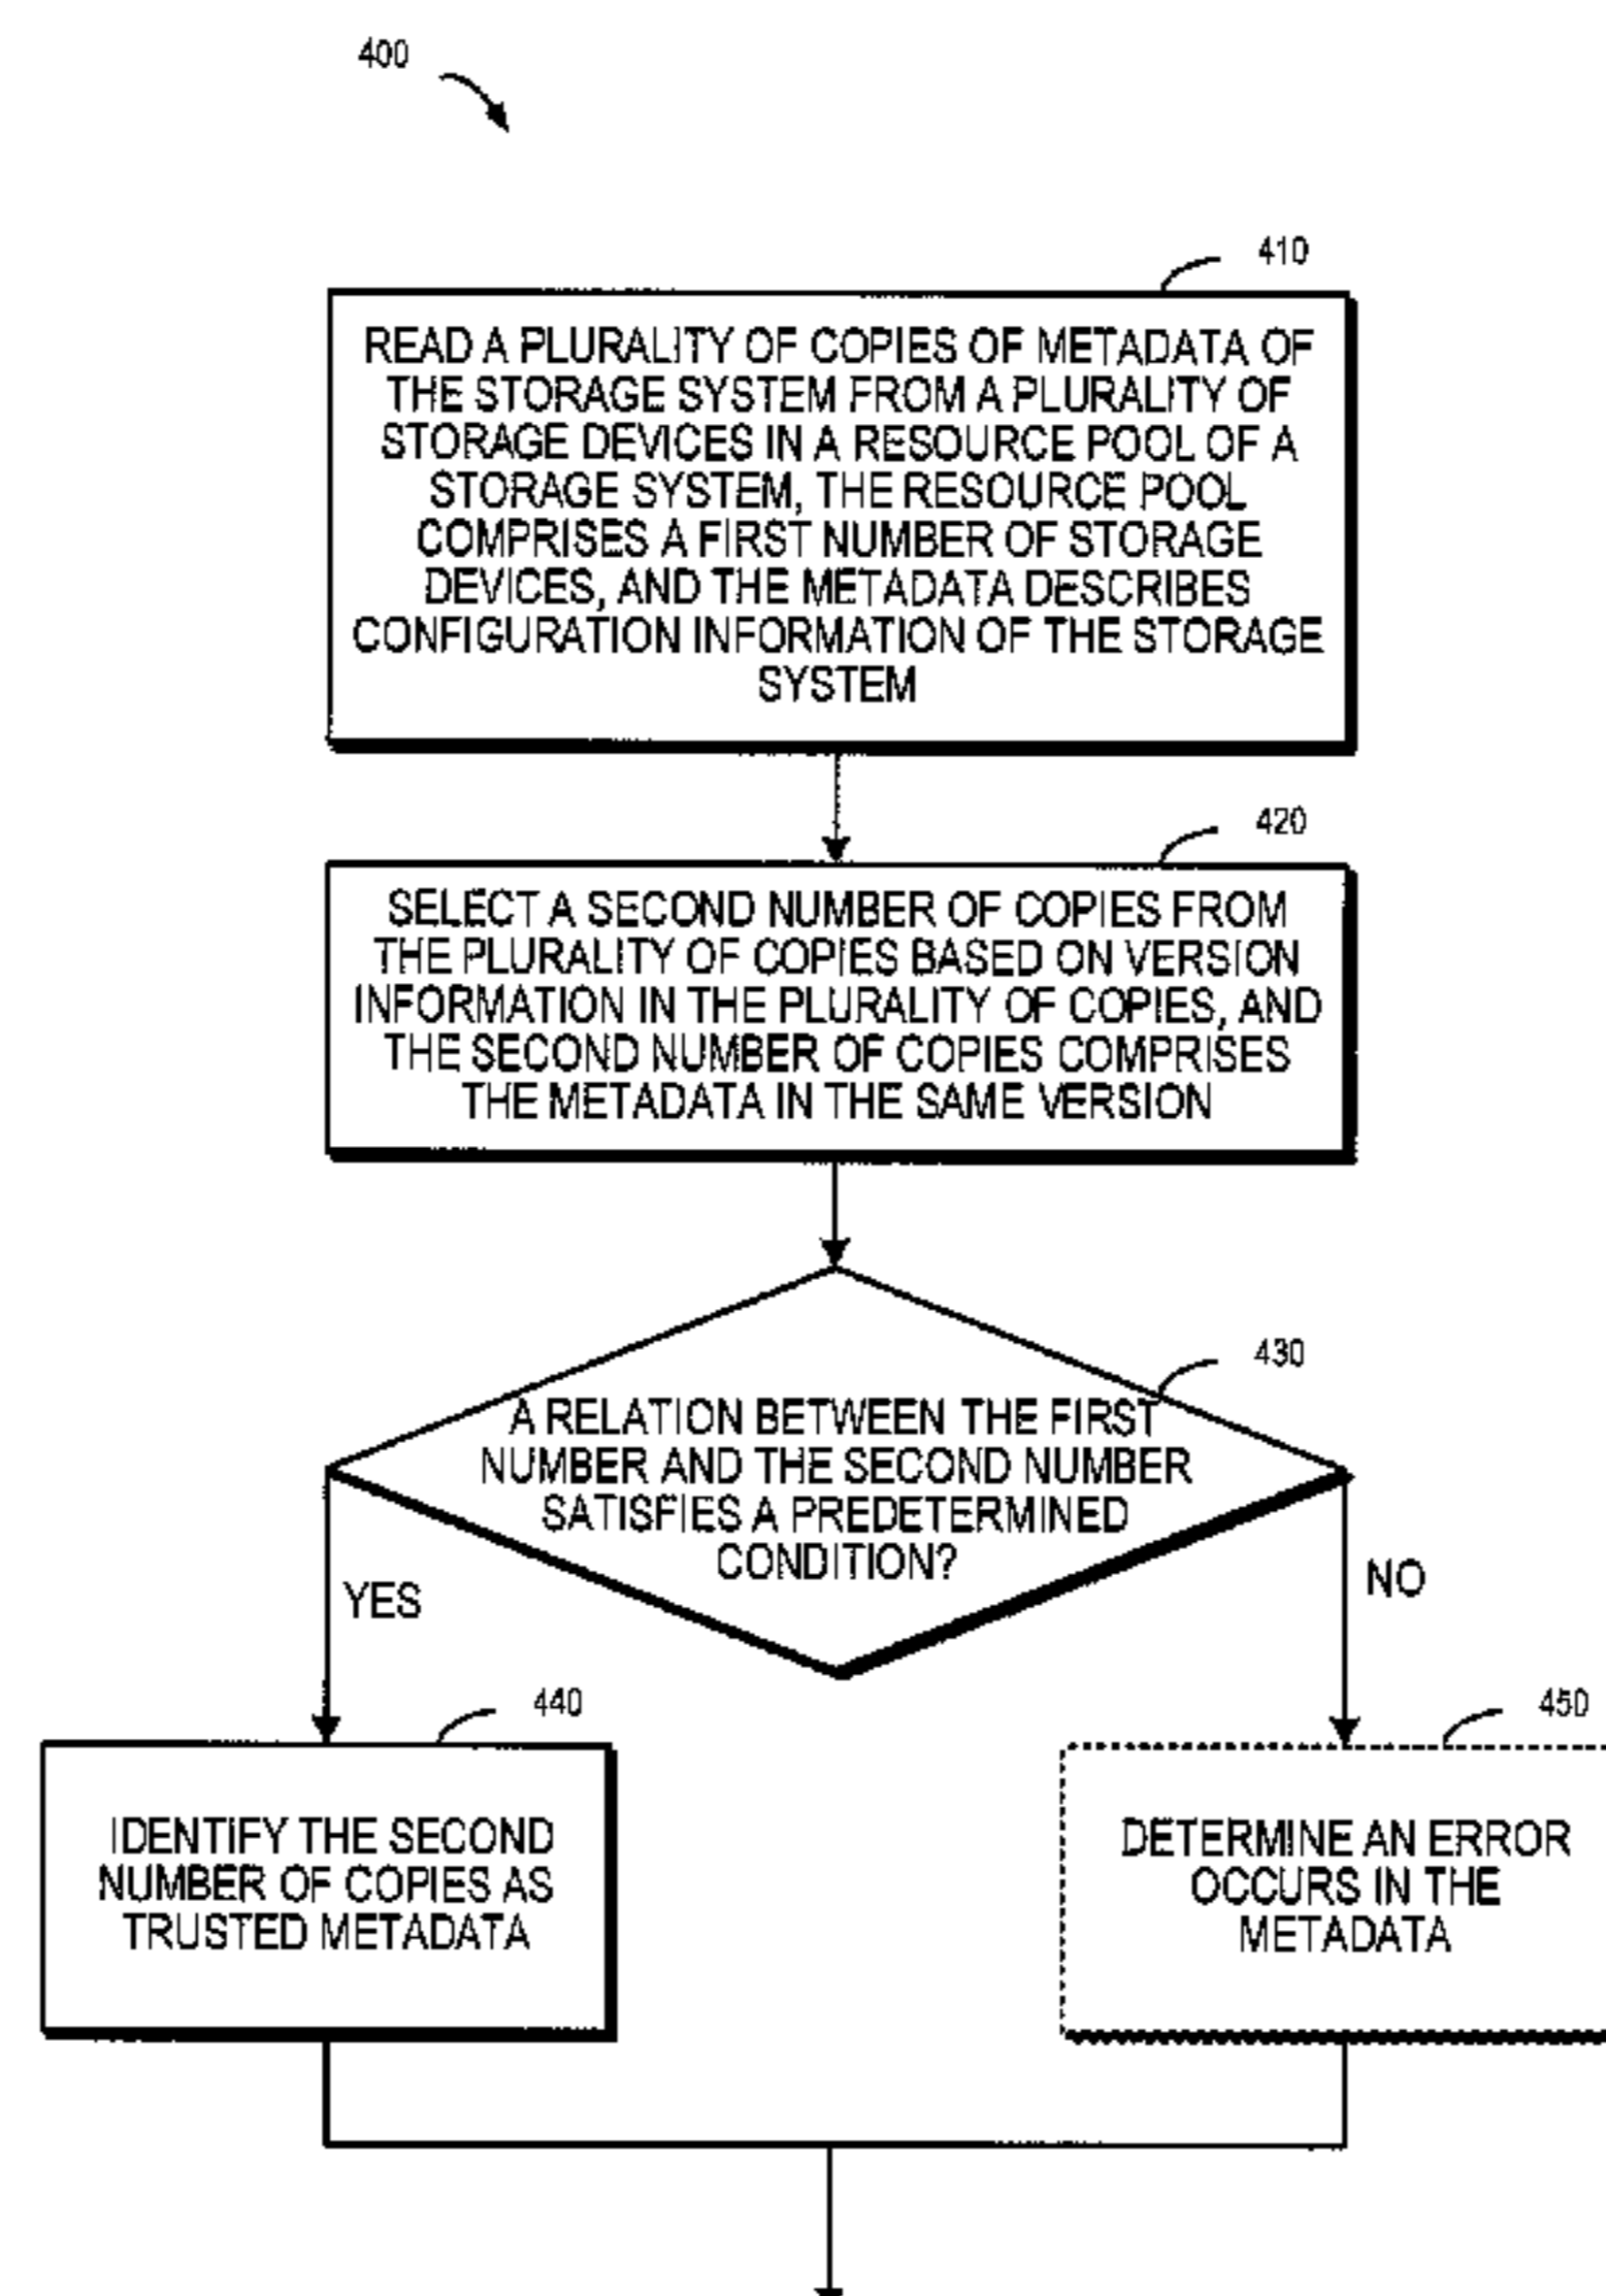 400
410
READ A PLURALITY OF COPIES OF METADATA OF
THE STORAGE SYSTEM FROM A PLURALITY OF
STORAGE DEVICES IN A RESOURCE POOL OF A
STORAGE SYSTEM, THE RESOURCE POOL
COMPRISES A FIRST NUMBER OF STORAGE
DEVICES, AND THE METADATA DESCRIBES
CONFIGURATION INFORMATION OF THE STORAGE
SYSTEM
420
SELECT A SECOND NUMBER OF COPIES FROM
THE PLURALITY OF COPIES BASED ON VERSION
INFORMATION IN THE PLURALITY OF COPIES, AND
THE SECOND NUMBER OF COPIES COMPRISES
THE METADATA IN THE SAME VERSION
430
A RELATION BETWEEN THE FIRST
NUMBER AND THE SECOND NUMBER
SATISFIES A PREDETERMINED
CONDITION?
YES
NO
440
IDENTIFY THE SECOND
NUMBER OF COPIES AS
TRUSTED METADATA
450
DETERMINE AN ERROR
OCCURS IN THE
METADATA